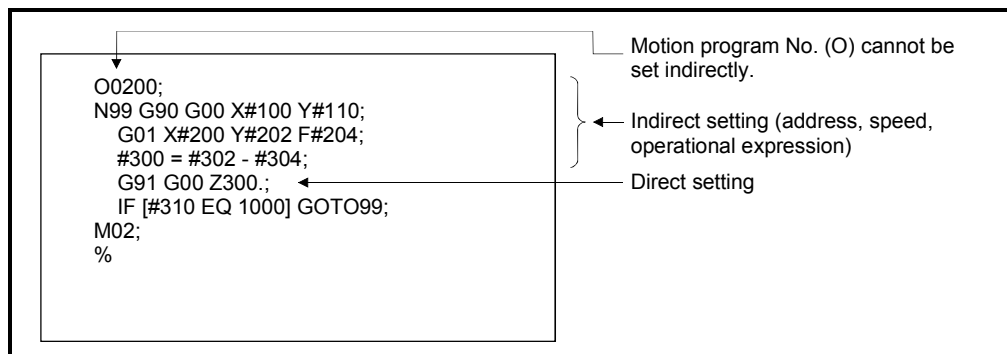 Motion program No. (O) cannot be
set indirectly.
O0200;
N99 G90 G00 X#100 Y#110;
G01 X#200 Y#202 F#204;
#300 = #302 - #304;
Indirect setting (address, speed,
operational expression)
G91 G00 Z300.;
Direct setting
IF [#310 EQ 1000] GOTO99;
M02;
%